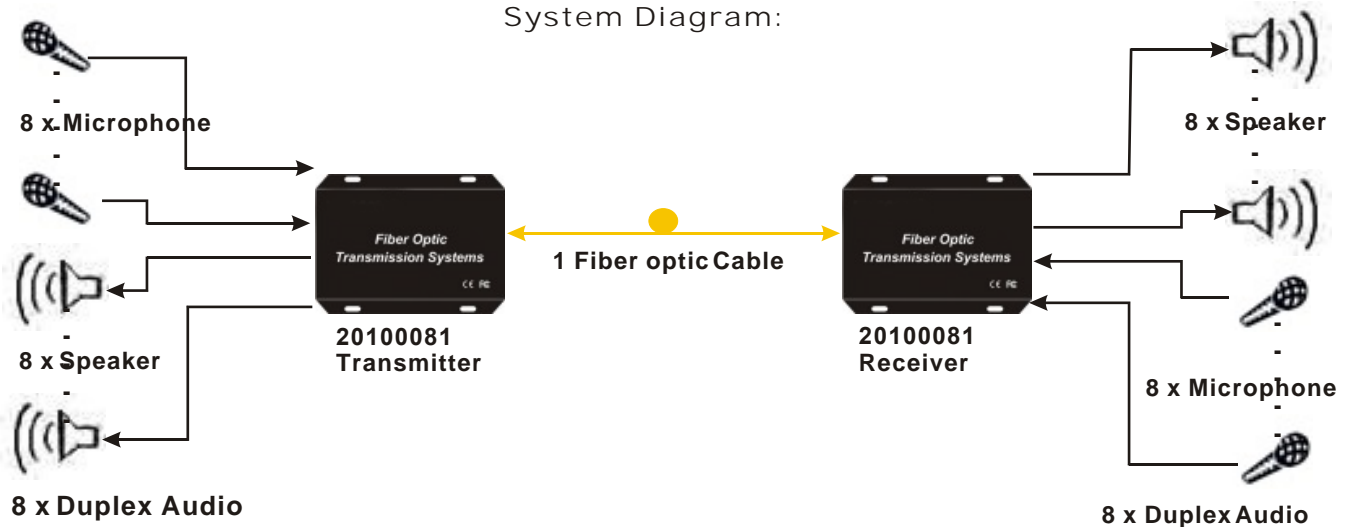 System Diagram:
8 x Microphone
8 x Speaker
8 x Duplex Audio
Fiber Optic
Transmission Systems
CE FC
20100081
Transmitter
1 Fiber optic Cable
Fiber Optic
Transmission Systems
CE FC
20100081
Receiver
8 x Speaker
8 x Microphone
8 x Duplex Audio